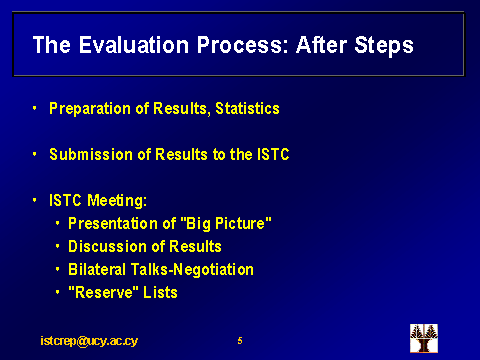 The Evaluation Process: After Steps
• Preparation of Results, Statistics
• Submission of Results to the ISTC
• ISTC Meeting:
• Presentation of "Big Picture"
• Discussion of Results
• Bilateral Talks-Negotiation
• "Reserve" Lists
istcrep@ucy.ac.cy
5